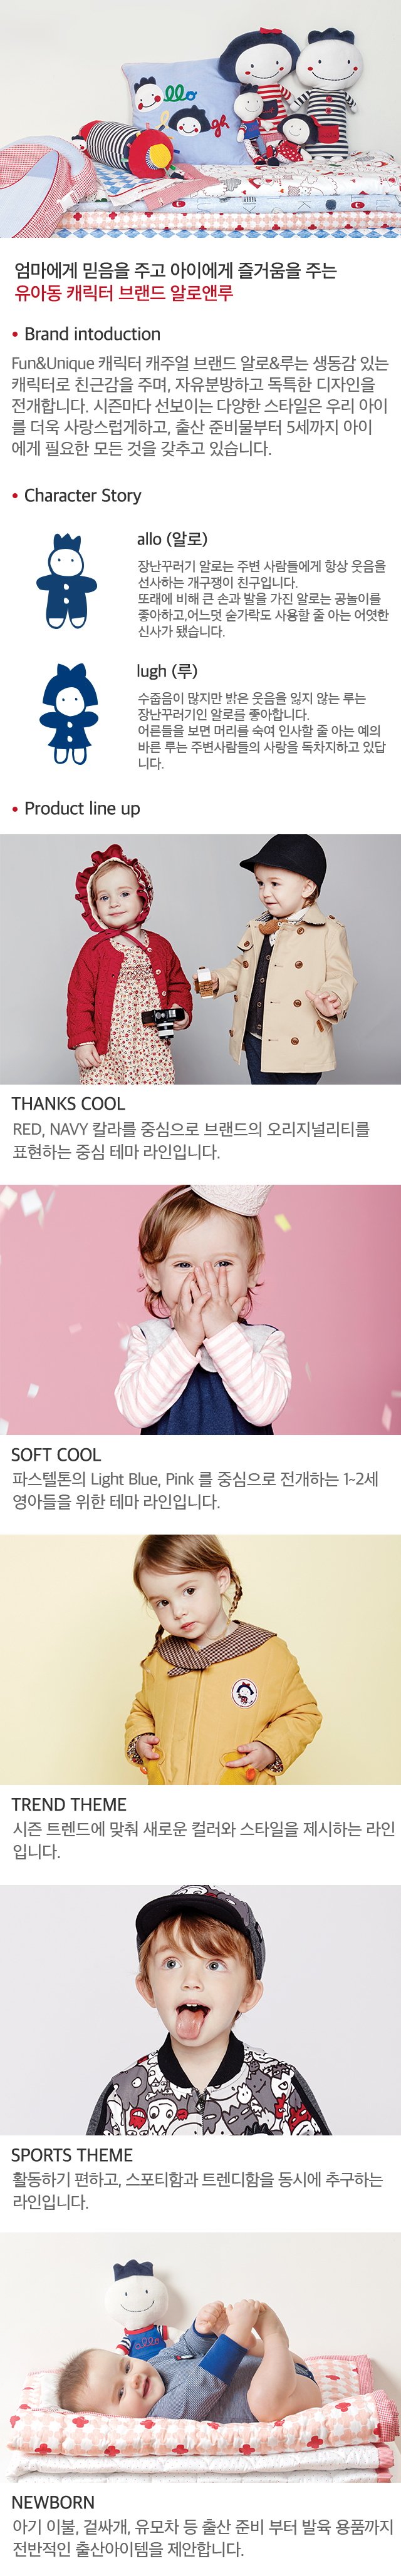 allo
lugh
엄마에게 믿음을 주고 아이에게 즐거움을 주는
유아동 캐릭터 브랜드 알로앤루
• Brand intoduction
Fun&Unique 캐릭터 캐주얼 브랜드 알로&루는 생동감 있는
캐릭터로 친근감을 주며, 자유분방하고 독특한 디자인을
전개합니다. 시즌마다 선보이는 다양한 스타일은 우리 아이
를 더욱 사랑스럽게하고, 출산 준비물부터 5세까지 아이
에게 필요한 모든 것을 갖추고 있습니다.
• Character Story
allo (알로)
장난꾸러기 알로는 주변 사람들에게 항상 웃음을
선사하는 개구쟁이 친구입니다.
또래에 비해 큰 손과 발을 가진 알로는 공놀이를
좋아하고,어느덧 숟가락도 사용할 줄 아는 어엿한
신사가 됐습니다.
lugh (루)
수줍음이 많지만 밝은 웃음을 잃지 않는 루는
장난꾸러기인 알로를 좋아합니다.
어른들을 보면 머리를 숙여 인사할 줄 아는 예의
바른 루는 주변사람들의 사랑을 독차지하고 있답
니다.
• Product line up
THANKS COOL
RED, NAVY 칼라를 중심으로 브랜드의 오리지널리티를
표현하는 중심 테마 라인입니다.
SOFT COOL
파스텔톤의 Light Blue, Pink 를 중심으로 전개하는 1~2세
영아들을 위한 테마 라인입니다.
TREND THEME
시즌 트렌드에 맞춰 새로운 컬러와 스타일을 제시하는 라인
입니다.
SPORTS THEME
활동하기 편하고, 스포티함과 트렌디함을 동시에 추구하는
라인입니다.
allo
NEWBORN
아기 이불, 겉싸개, 유모차 등 출산 준비 부터 발육 용품까지
전반적인 출산아이템을 제안합니다.